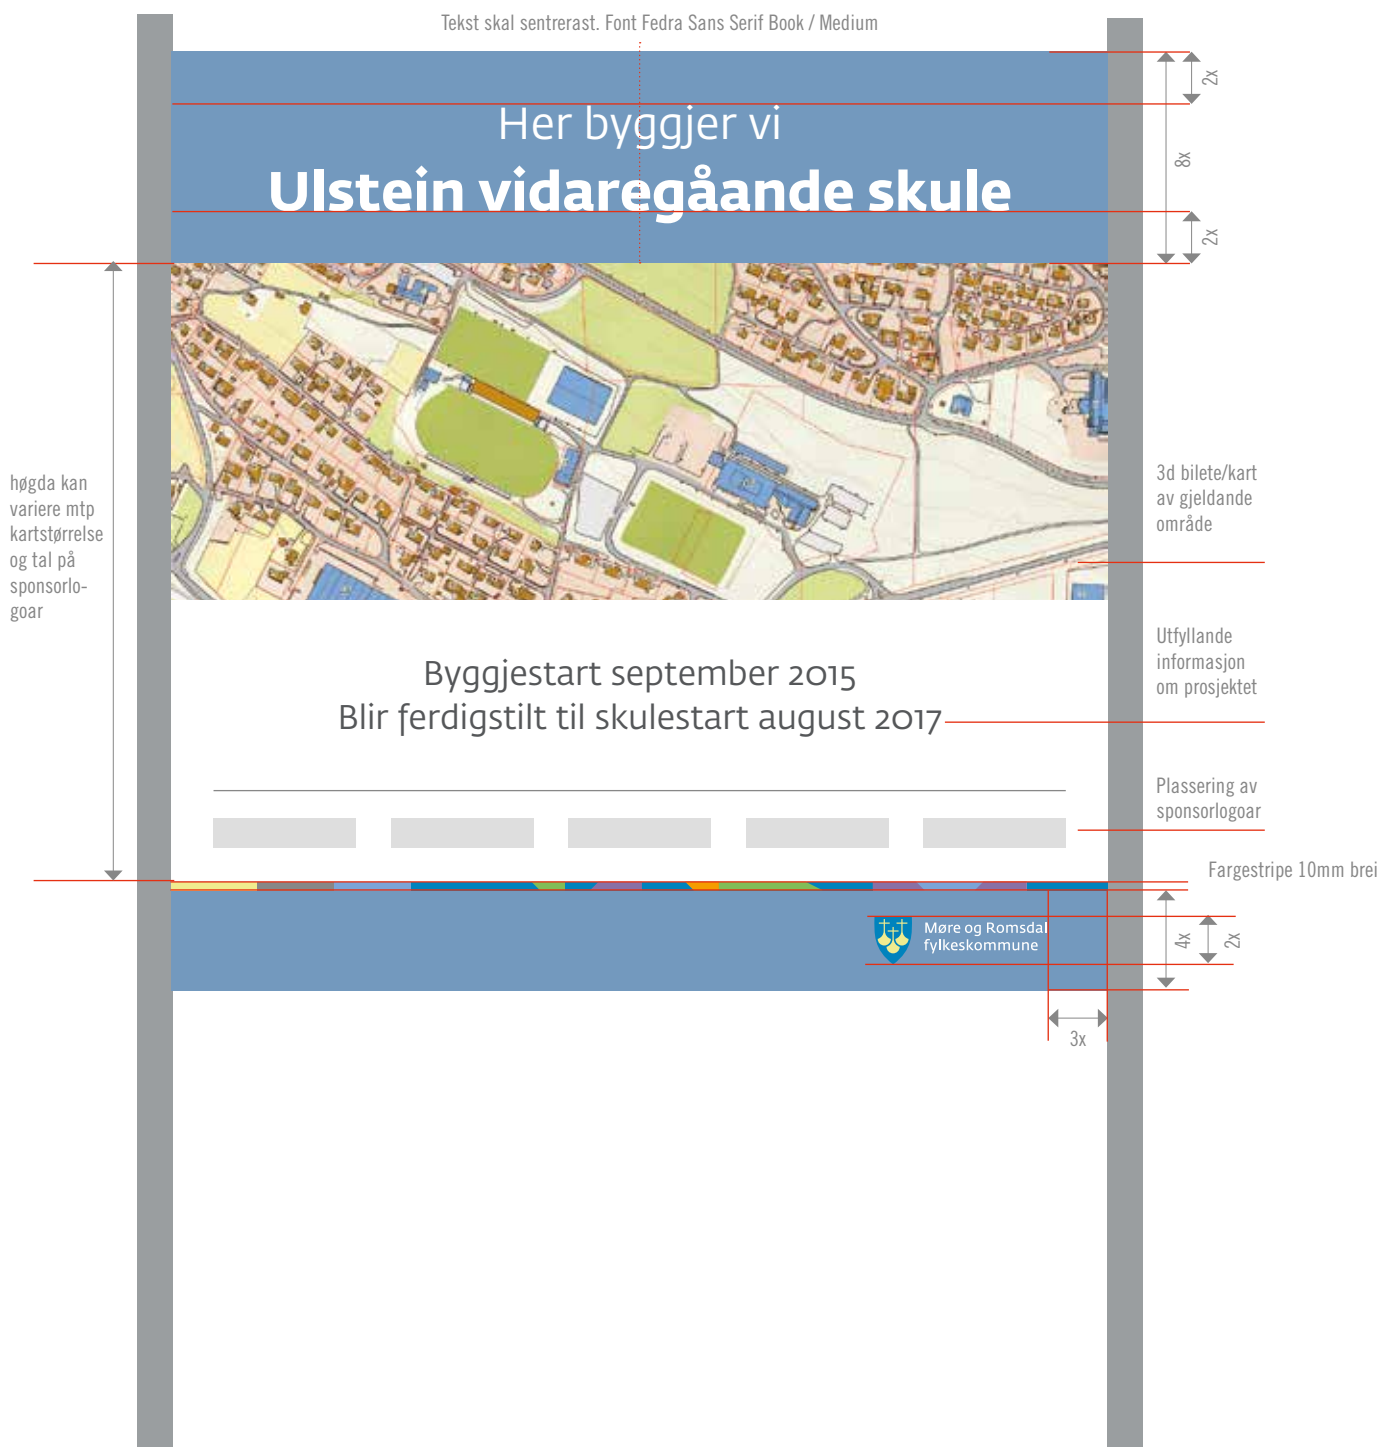 Tekst skal sentrerast. Font Fedra Sans Serif Book / Medium
2x
Her byggjer vi
8x
Ulstein vidaregåande skule
2x
høgda kan
variere mtp
kartstørrelse
og tal på
sponsorlo-
goar
3d bilete/kart
av gjeldande
område
Utfyllande
informasjon
om prosjektet
Byggjestart september 2015
Blir ferdigstilt til skulestart august 2017
Plassering av
sponsorlogoar
Fargestripe 10mm brei
Møre og Romsdal
fylkeskommune
4x
2x
3x